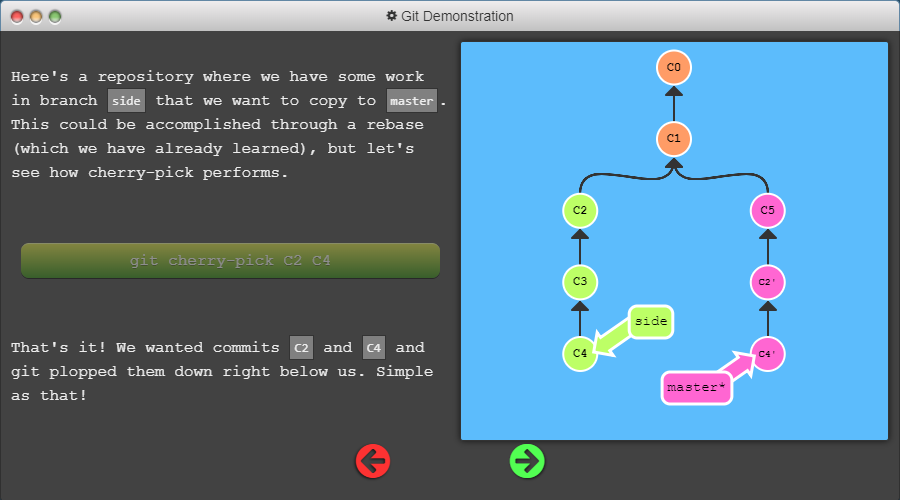 Git Demonstration
Here's a repository where we have some work
in branch side that we want to copy to master.
This could be accomplished through a rebase
(which we have already learned), but let's
see how cherry-pick performs.
git cherry-pick C2 C4
That's it! We wanted commits C2 and C4 and
git plopped them down right below us. Simple
as that!
C0
C1
C2
C5
C3
C2'
side
C4
C4'
master*